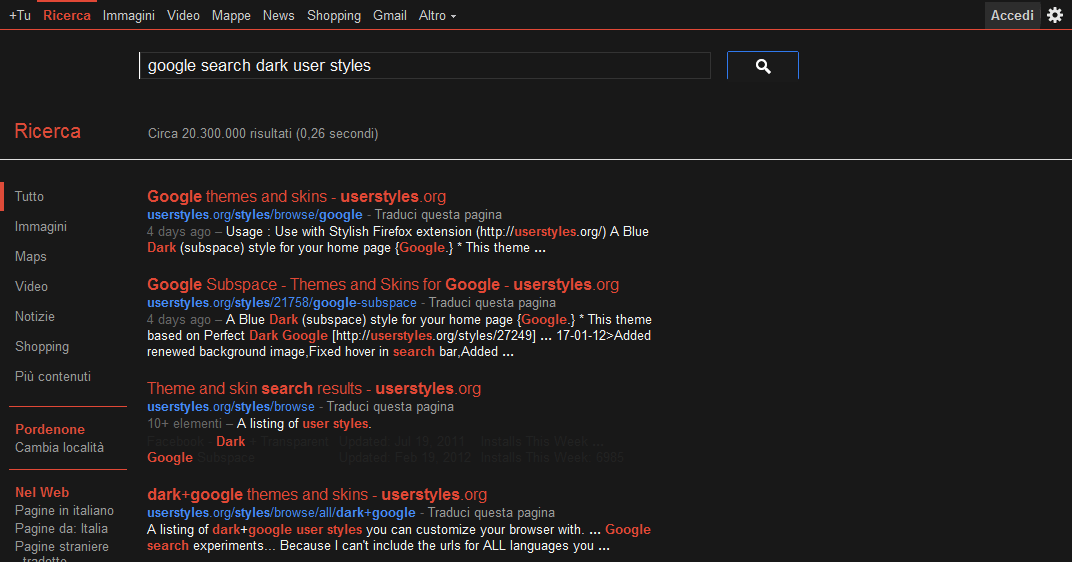 +Tu Ricerca Immagini Video Mappe News Shopping Gmail Altro Accedi
google search dark user styles
Ricerca
Circa 20.300.000 risultati (0,26 secondi)
Tutto
Immagini
Maps
Video
Notizie
Shopping
Più contenuti
Pordenone
Cambia località
Nel Web
Pagine in italiano
Pagine da: Italia
Pagine straniere
tradotte
Google themes and skins - userstyles.org
userstyles.org/styles/browse/google - Traduci questa pagina
4 days ago – Usage : Use with Stylish Firefox extension (http://userstyles.org/) A Blue
Dark (subspace) style for your home page {Google.} * This theme ...
Google Subspace - Themes and Skins for Google - userstyles.org
userstyles.org/styles/21758/google-subspace - Traduci questa pagina
4 days ago – A Blue Dark (subspace) style for your home page {Google.} * This theme
based on Perfect Dark Google [http://userstyles.org/styles/27249] ... 17-01-12>Added
renewed background image,Fixed hover in search bar,Added ...
Theme and skin search results - userstyles.org
userstyles.org/styles/browse - Traduci questa pagina
10+ elementi – A listing of user styles.
Facebook - Dark - Transparent Updated: Jul 19, 2011 Installs This Week: ...
Google Subspace Updated: Feb 19, 2012 Installs This Week: 6985
dark+google themes and skins - userstyles.org
userstyles.org/styles/browse/all/dark+google - Traduci questa pagina
A listing of dark+google user styles you can customize your browser with. ... Google
search experiments... Because I can't include the urls for ALL languages you ...